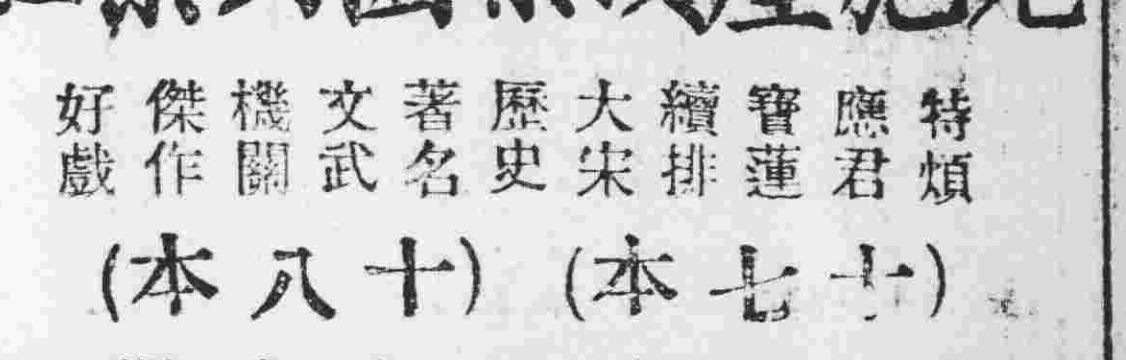 特煩 應君 寶蓮 續排 大宋 歷史 著名 文武 機關 傑作 好戲
(十七本) (十八本)